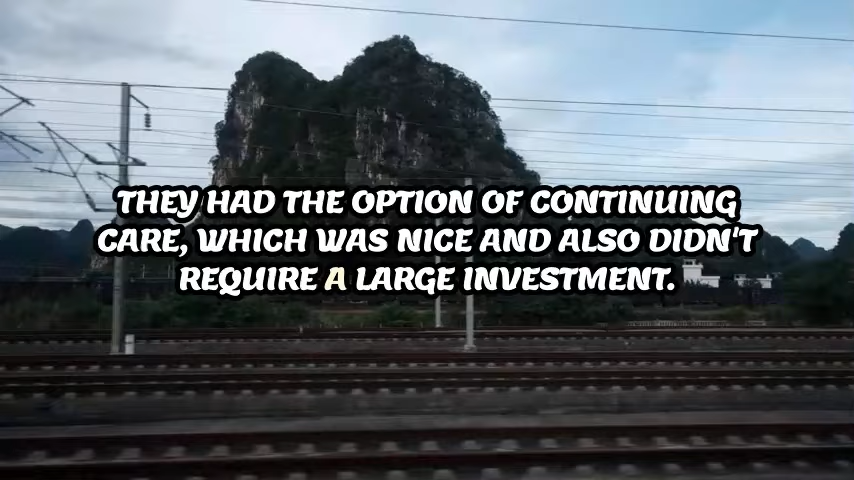 THEY HAD THE OPTION OF CONTINUING
CARE, WHICH WAS NICE AND ALSO DIDN'T
REQUIRE A LARGE INVESTMENT.